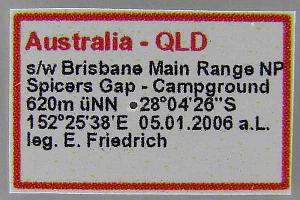 Australia - QLD
s/w Brisbane Main Range NP
Spicers Gap - Campground
620m üNN 28°04'26"S
152°25'38'E 05.01.2006 a.L.
leg. E. Friedrich